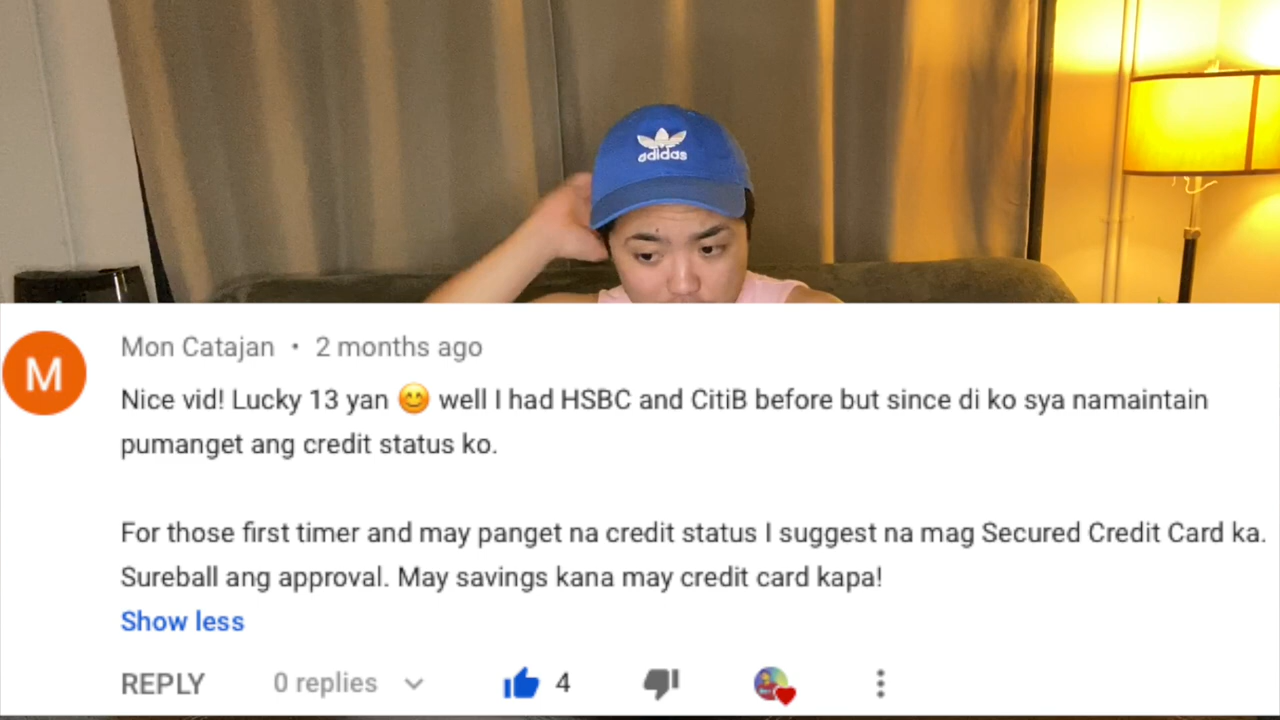 adidas
Mon Catajan • 2 months ago
Nice vid! Lucky 13 yan 😊 well I had HSBC and CitiB before but since di ko sya namaintain
pumanget ang credit status ko.
For those first timer and may panget na credit status I suggest na mag Secured Credit Card ka.
Sureball ang approval. May savings kana may credit card kapa!
Show less
REPLY 0 replies 4
M